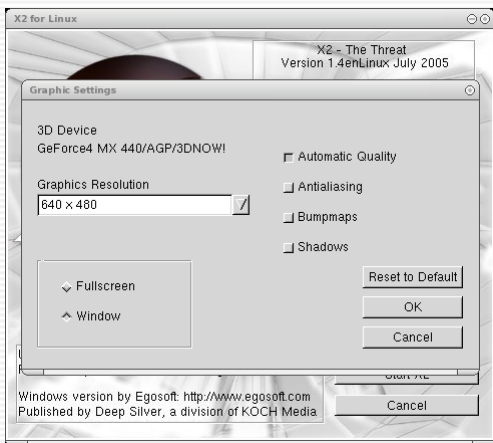 X2 for Linux
X2 - The Threat
Version 1.4enLinux July 2005
Graphic Settings
3D Device
GeForce4 MX 440/AGP/3DNOW!
Graphics Resolution
640 x 480
Automatic Quality
Antialiasing
Bumpmaps
Shadows
Fullscreen
Window
Reset to Default
OK
Cancel
Windows version by Egosoft: http://www.egosoft.com
Published by Deep Silver, a division of KOCH Media
Cancel